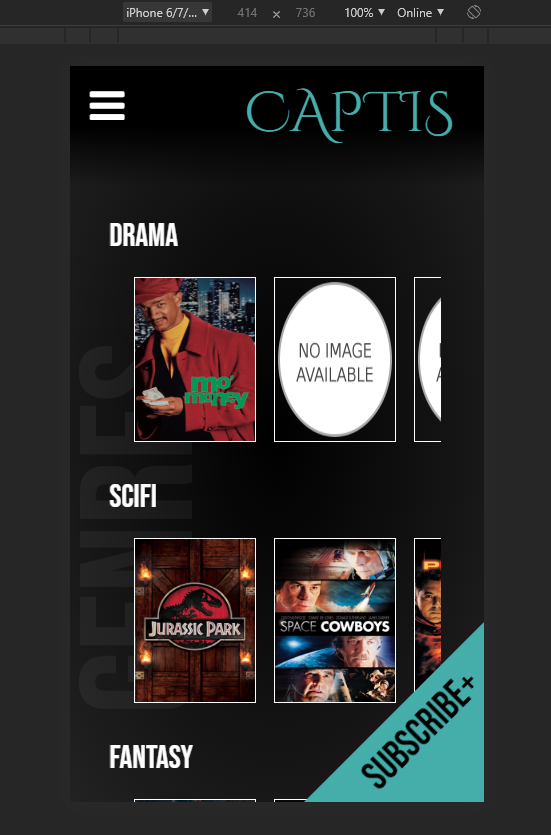 iPhone 6/7/... ▼ 414 × 736 100% ▼ Online ▼
CAPTIS
DRAMA
mo'
money
NO IMAGE
AVAILABLE
GENRES
SCIFI
JURASSIC PARK
SPACE COWBOYS
SUBSCRIBE+
FANTASY